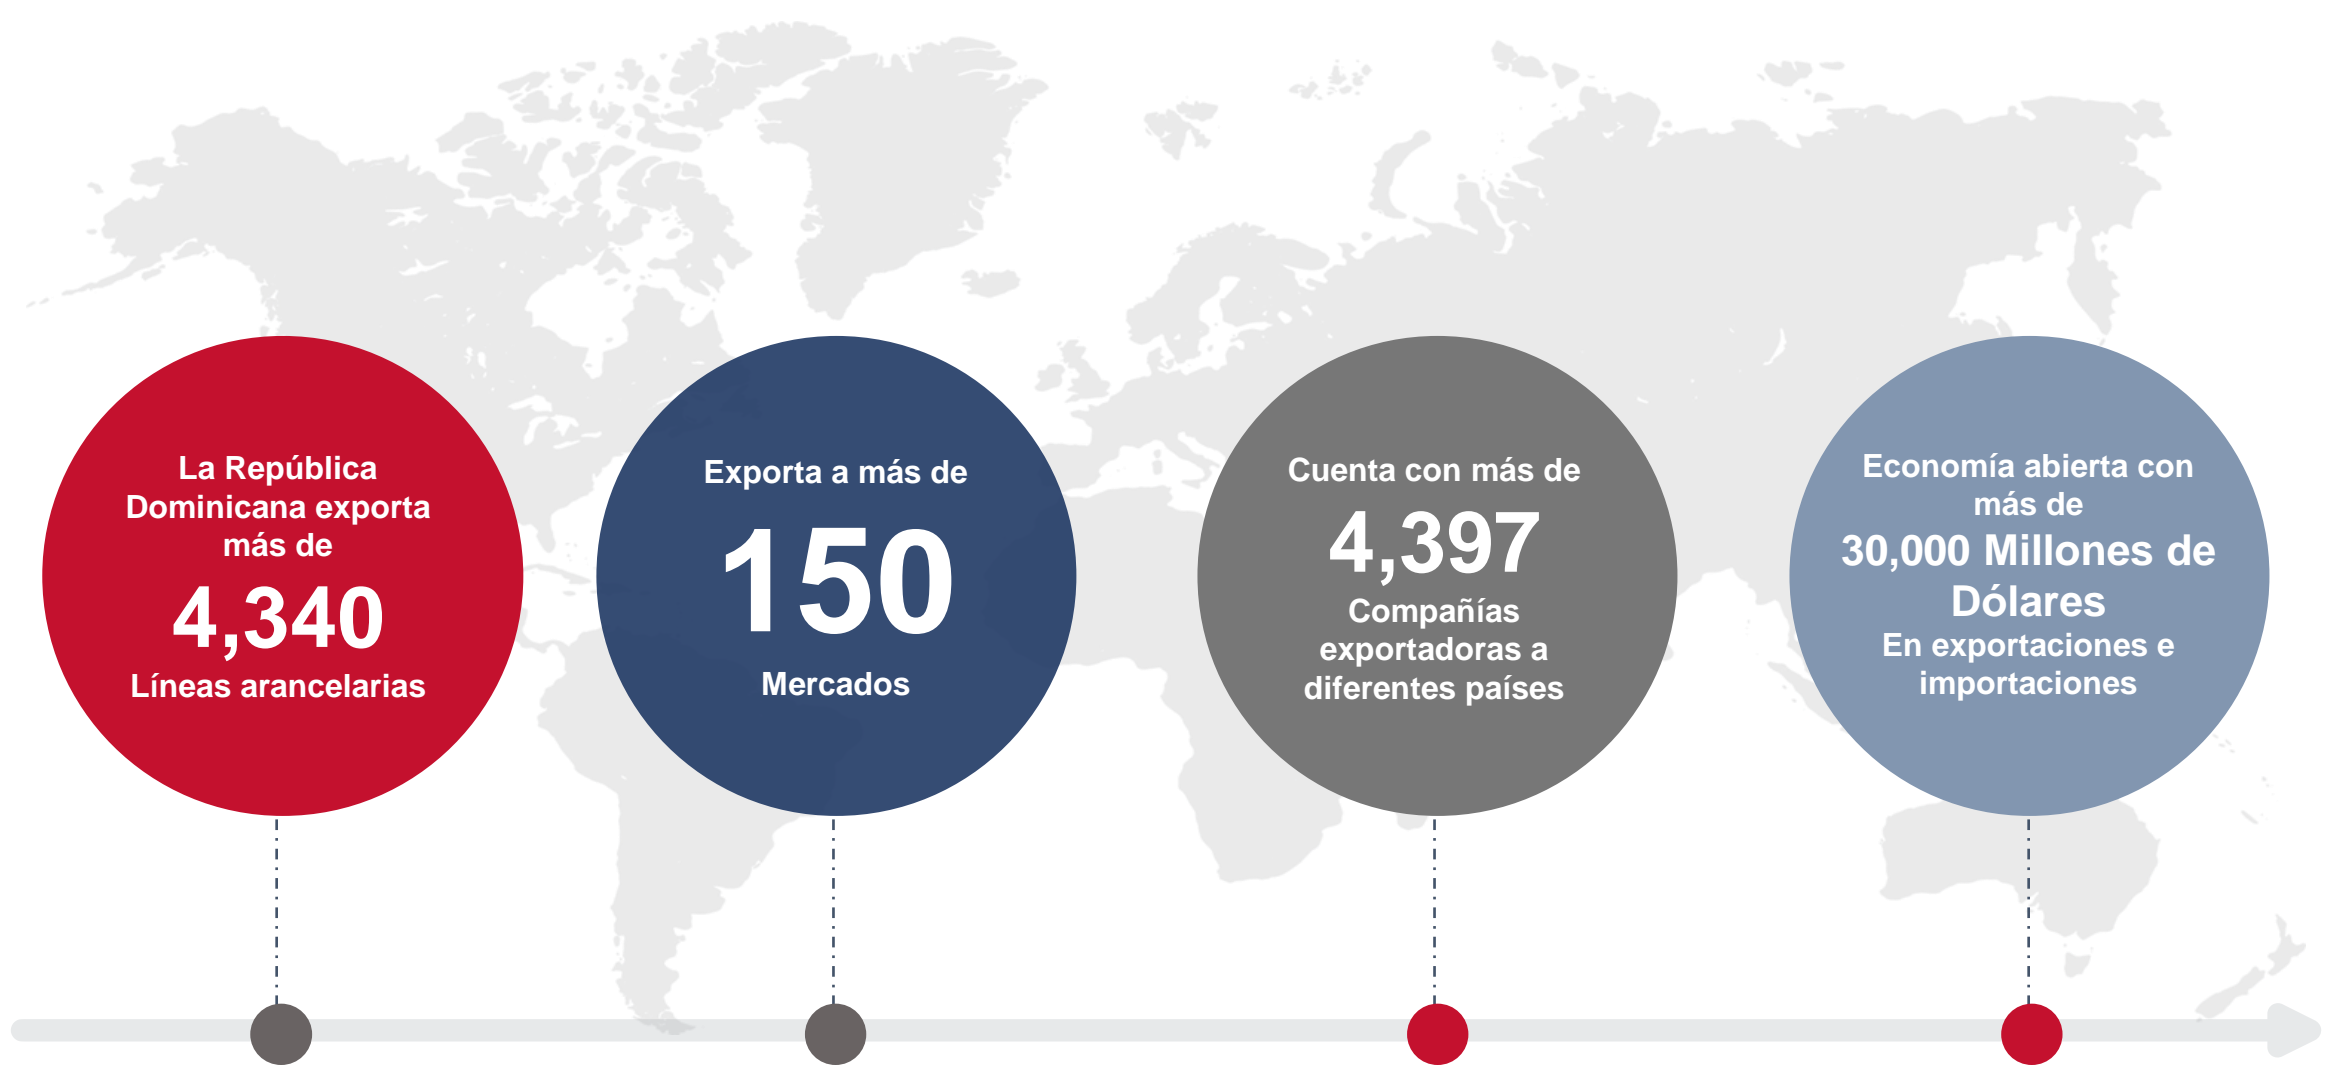 La República
Dominicana exporta
más de
4,340
Líneas arancelarias
Exporta a más de
150
Mercados
Cuenta con más de
4,397
Compañías
exportadoras a
diferentes países
Economía abierta con
más de
30,000 Millones de
Dólares
En exportaciones e
importaciones